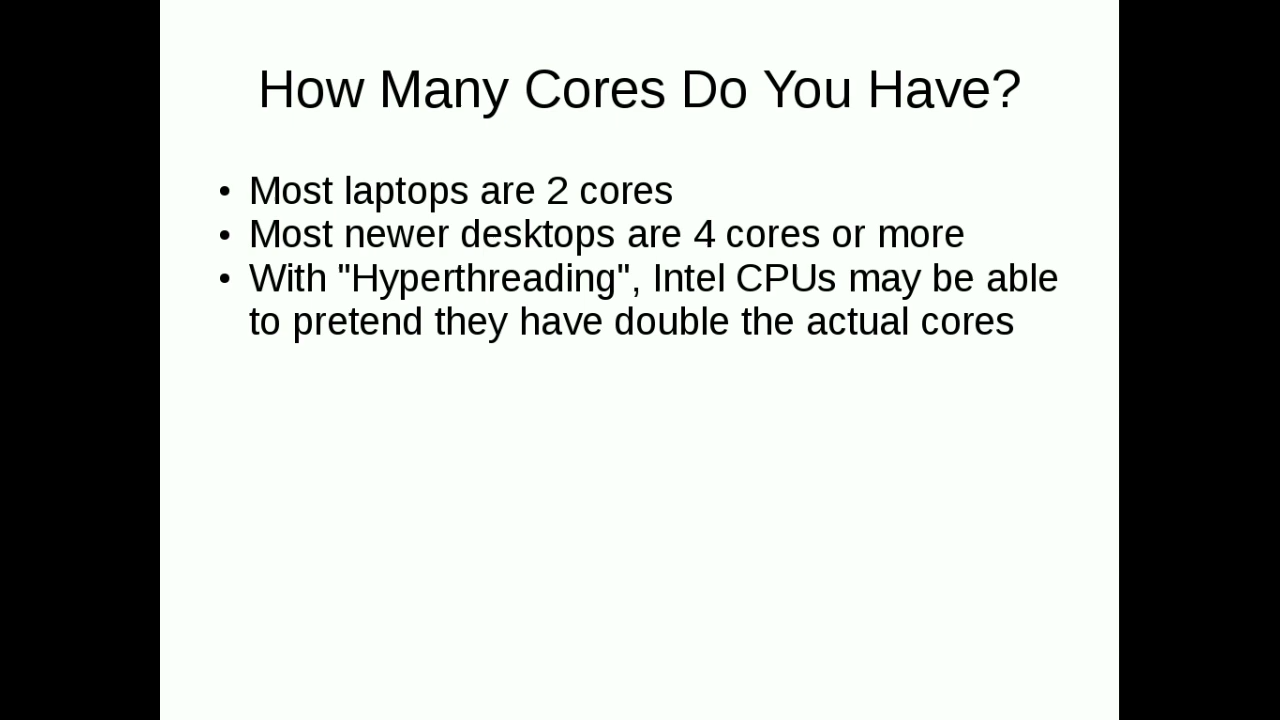 How Many Cores Do You Have?
• Most laptops are 2 cores
• Most newer desktops are 4 cores or more
• With "Hyperthreading", Intel CPUs may be able
to pretend they have double the actual cores